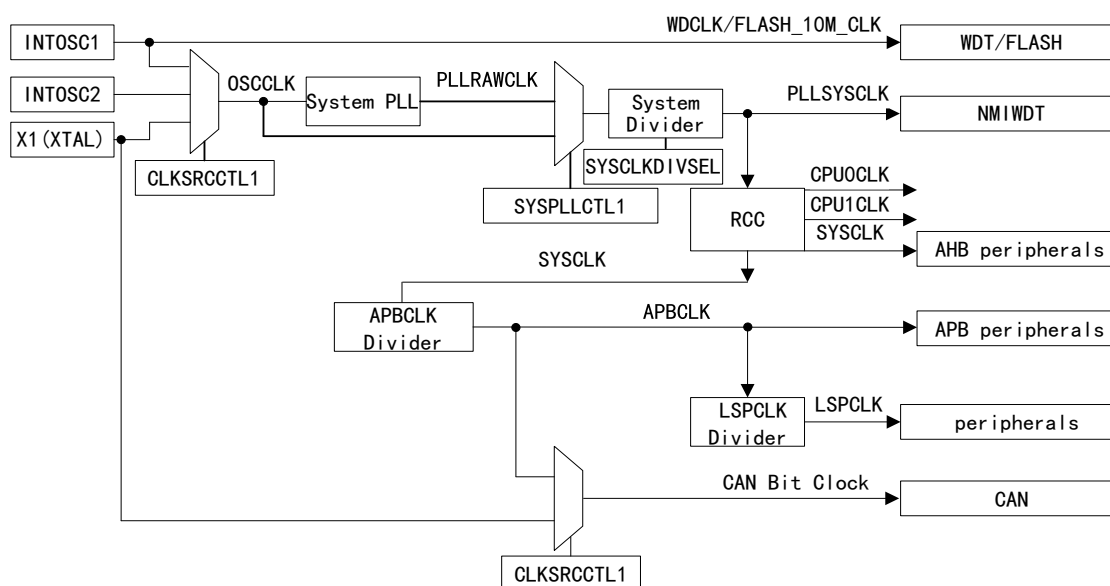 WDCLK/FLASH_10M_CLK
INTOSC1
WDT/FLASH
INTOSC2
OSCCLK
System PLL
PLLRAWCLK
System
Divider
PLLSYSCLK
NMIWDT
X1(XTAL)
CLKSRCCTL1
SYSCLKDIVSEL
SYSPLLCTL1
RCC
CPU0CLK
CPU1CLK
SYSCLK
AHB peripherals
SYSCLK
APBCLK
Divider
APBCLK
APB peripherals
LSPCLK
Divider
LSPCLK
peripherals
CAN Bit Clock
CAN
CLKSRCCTL1